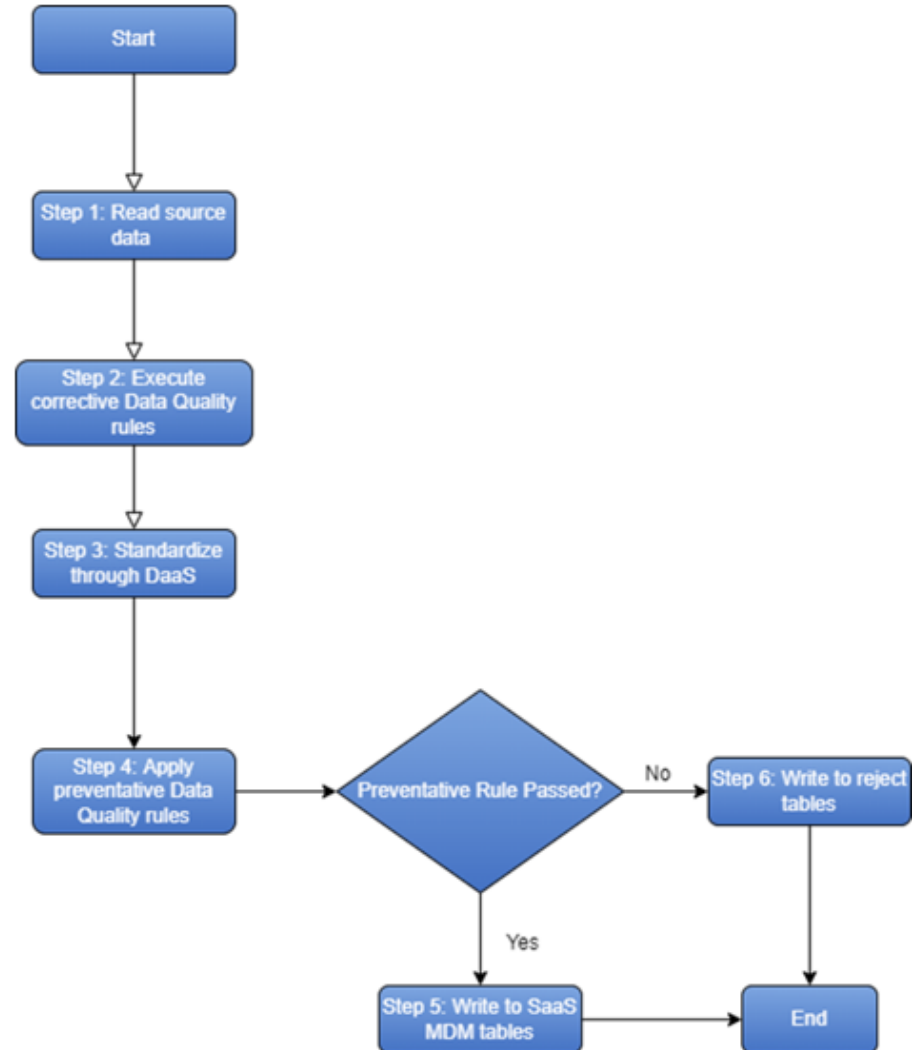 Start
Step 1: Read source
data
Step 2: Execute
corrective Data Quality
rules
Step 3: Standardize
through DaaS
Step 4: Apply
preventative Data
Quality rules
Preventative Rule Passed?
No
Step 6: Write to reject
tables
Yes
Step 5: Write to SaaS
MDM tables
End